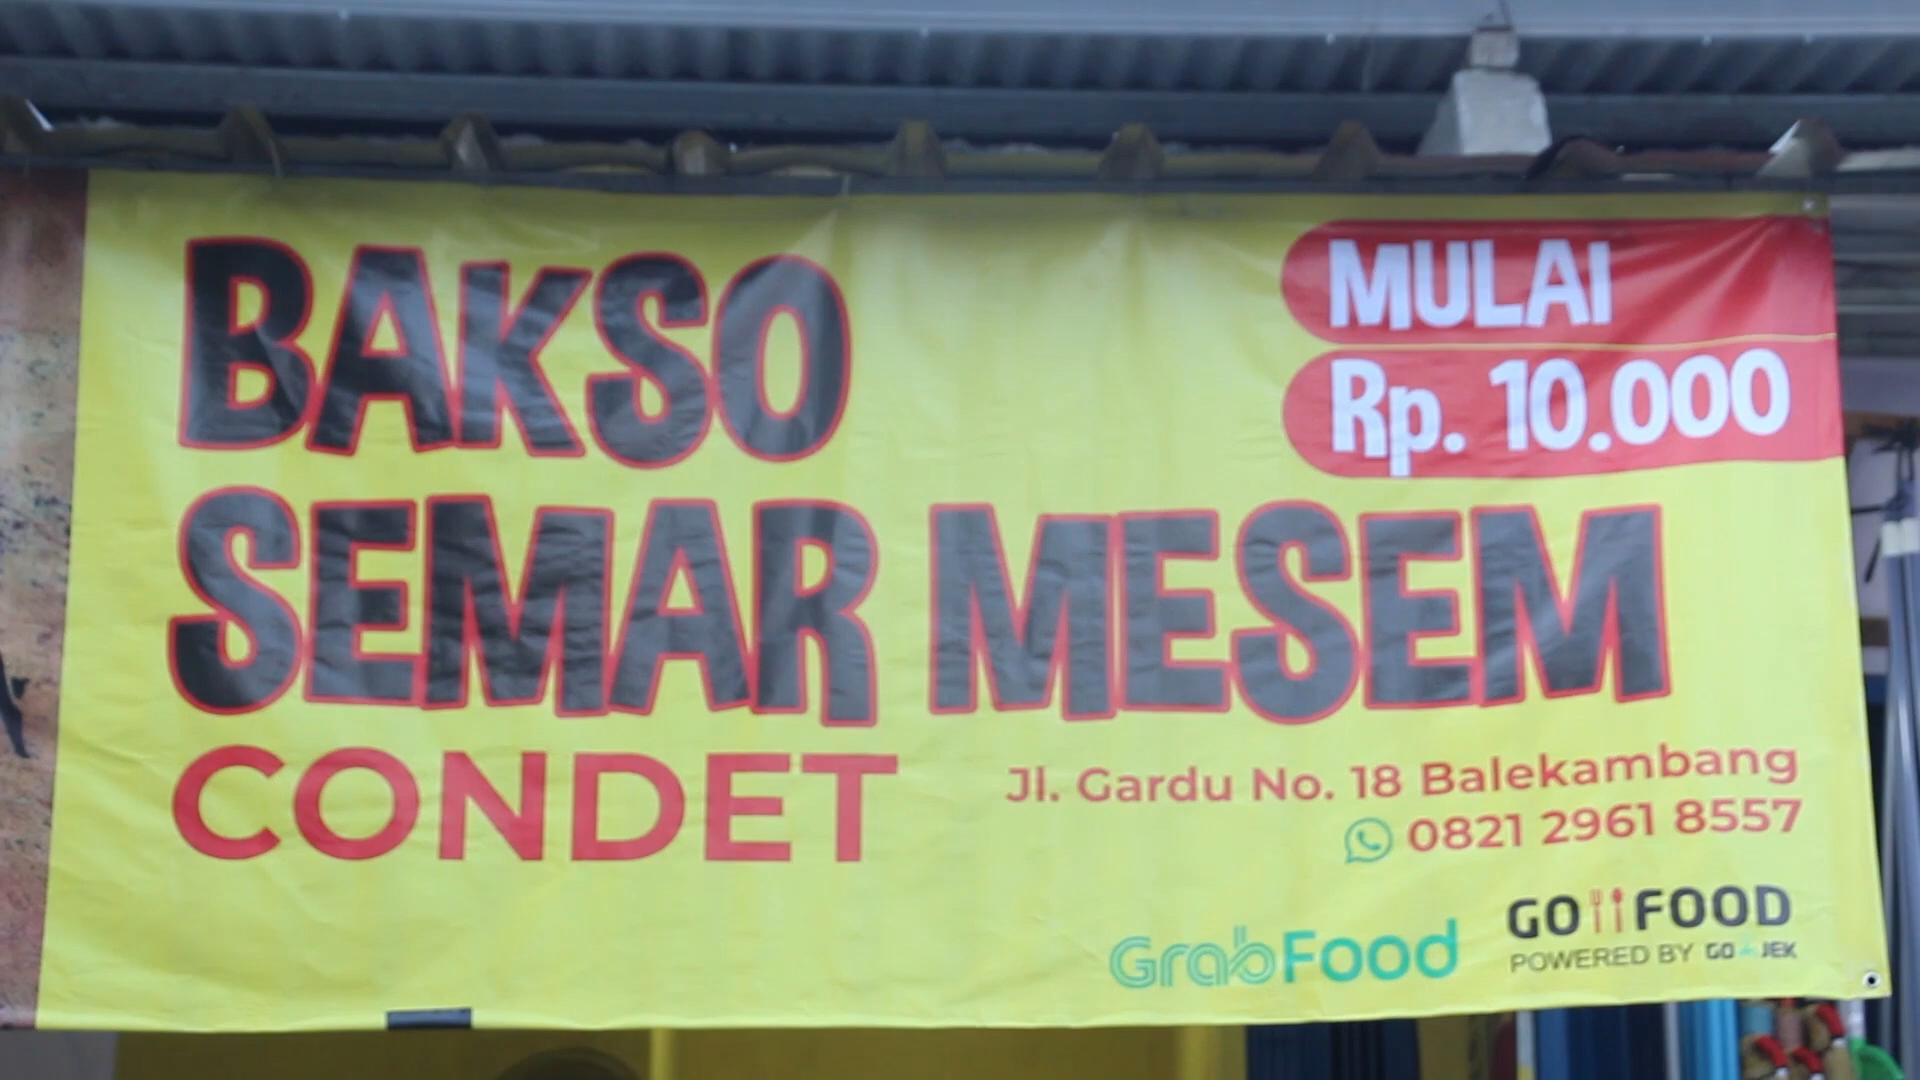 BAKSO
MULAI
Rp. 10.000
SEMAR MESEM
CONDET
Jl. Gardu No. 18 Balekambang
0821 2961 8557
GrabFood
GO FOOD
POWERED BY GO JEK